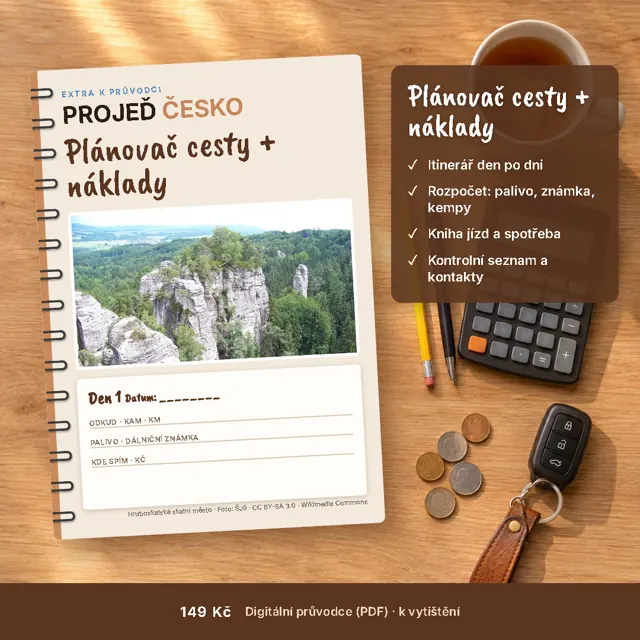 EXTRA K PRŮVODCI
PROJEĎ ČESKO
Plánovač cesty +
náklady
Den 1 Datum: ________
ODKUD · KAM · KM
PALIVO · DÁLNIČNÍ ZNÁMKA
KDE SPÍM · KČ
Hruboskalské skalní město · Foto: ŠJů · CC BY-SA 3.0 · Wikimedia Commons
Plánovač cesty +
náklady
✓ Itinerář den po dni
✓ Rozpočet: palivo, známka,
kempy
✓ Kniha jízd a spotřeba
✓ Kontrolní seznam a
kontakty
149 Kč Digitální průvodce (PDF) · k vytištění